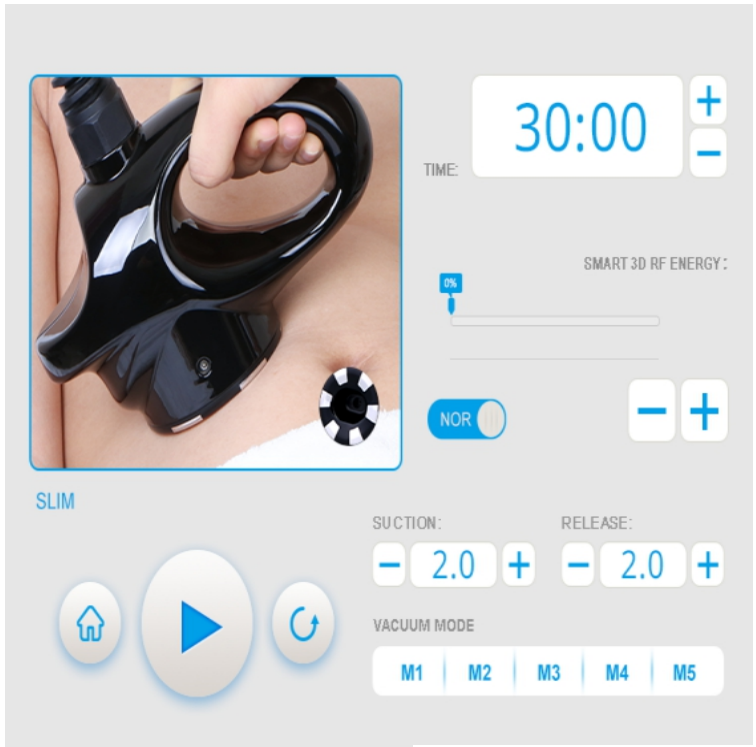 TIME:
30:00
+
−
SMART 3D RF ENERGY:
0%
NOR
− +
SLIM
SUCTION: RELEASE:
− 2.0 + − 2.0 +
VACUUM MODE
M1 M2 M3 M4 M5